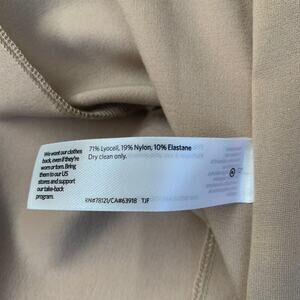 We want our clothes
back, even if they're
worn or torn. Bring
them to our US
stores and support
our take-back
program.
71% Lyocell, 19% Nylon, 10% Elastane
Dry clean only.
RN#78121/CA#63918 TJF